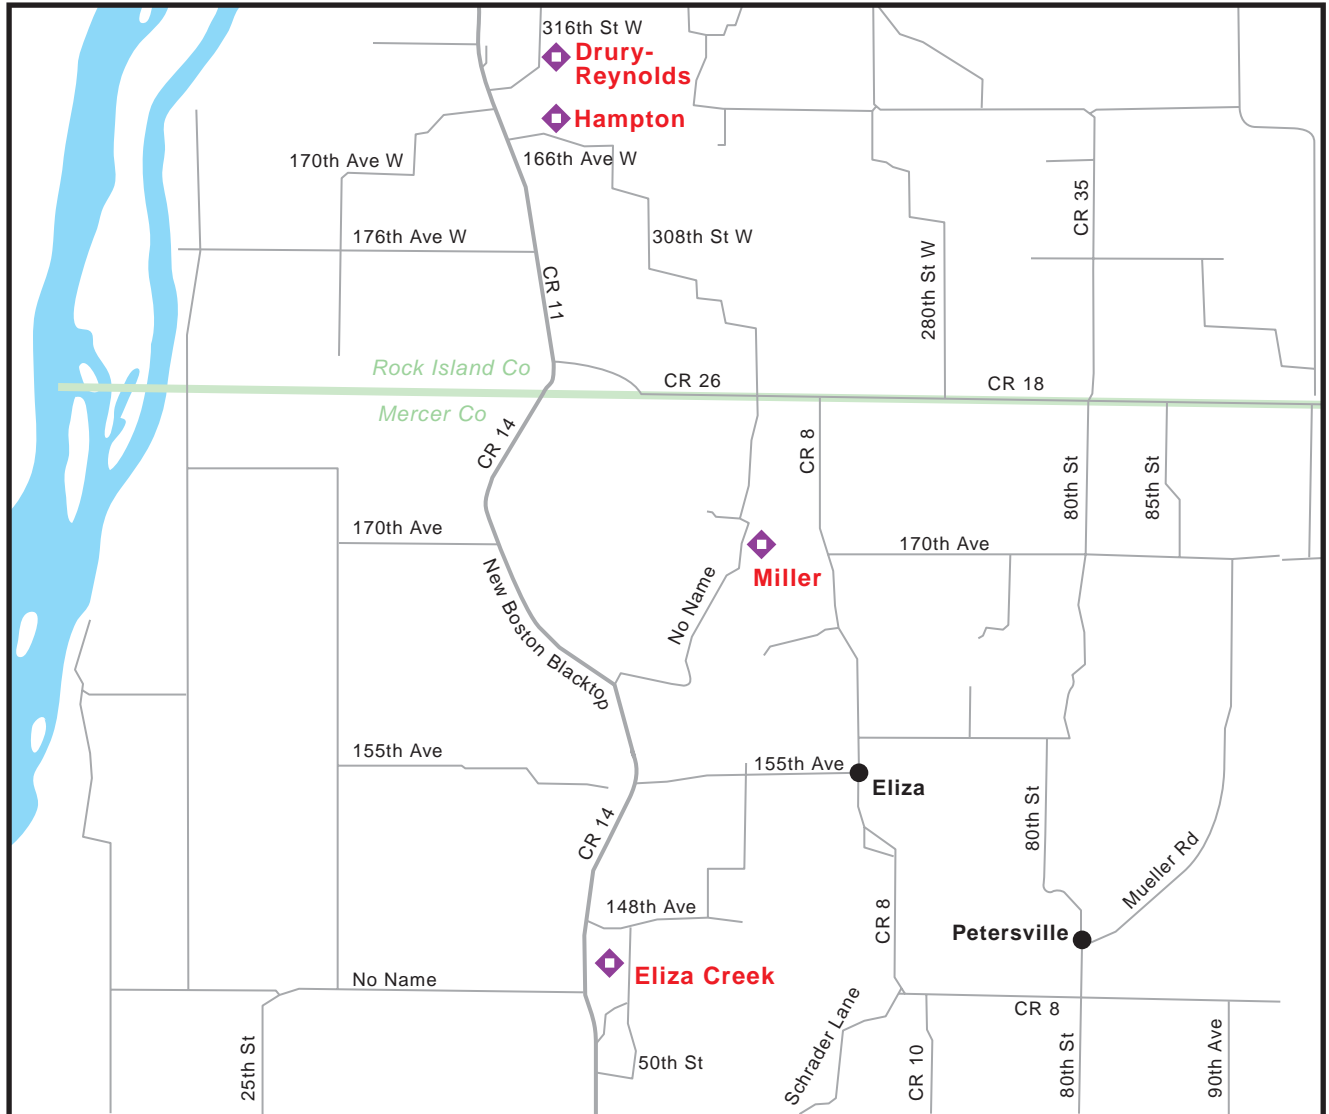 316th St W
Drury-
Reynolds
Hampton
170th Ave W
166th Ave W
CR 35
176th Ave W
308th St W
280th St W
CR 11
Rock Island Co
CR 26
CR 18
Mercer Co
CR 14
CR 8
80th St
85th St
170th Ave
170th Ave
Miller
No Name
New Boston Blacktop
155th Ave
155th Ave
Eliza
80th St
CR 14
Mueller Rd
148th Ave
CR 8
Petersville
Eliza Creek
No Name
CR 8
Schrader Lane
25th St
50th St
CR 10
80th St
90th Ave